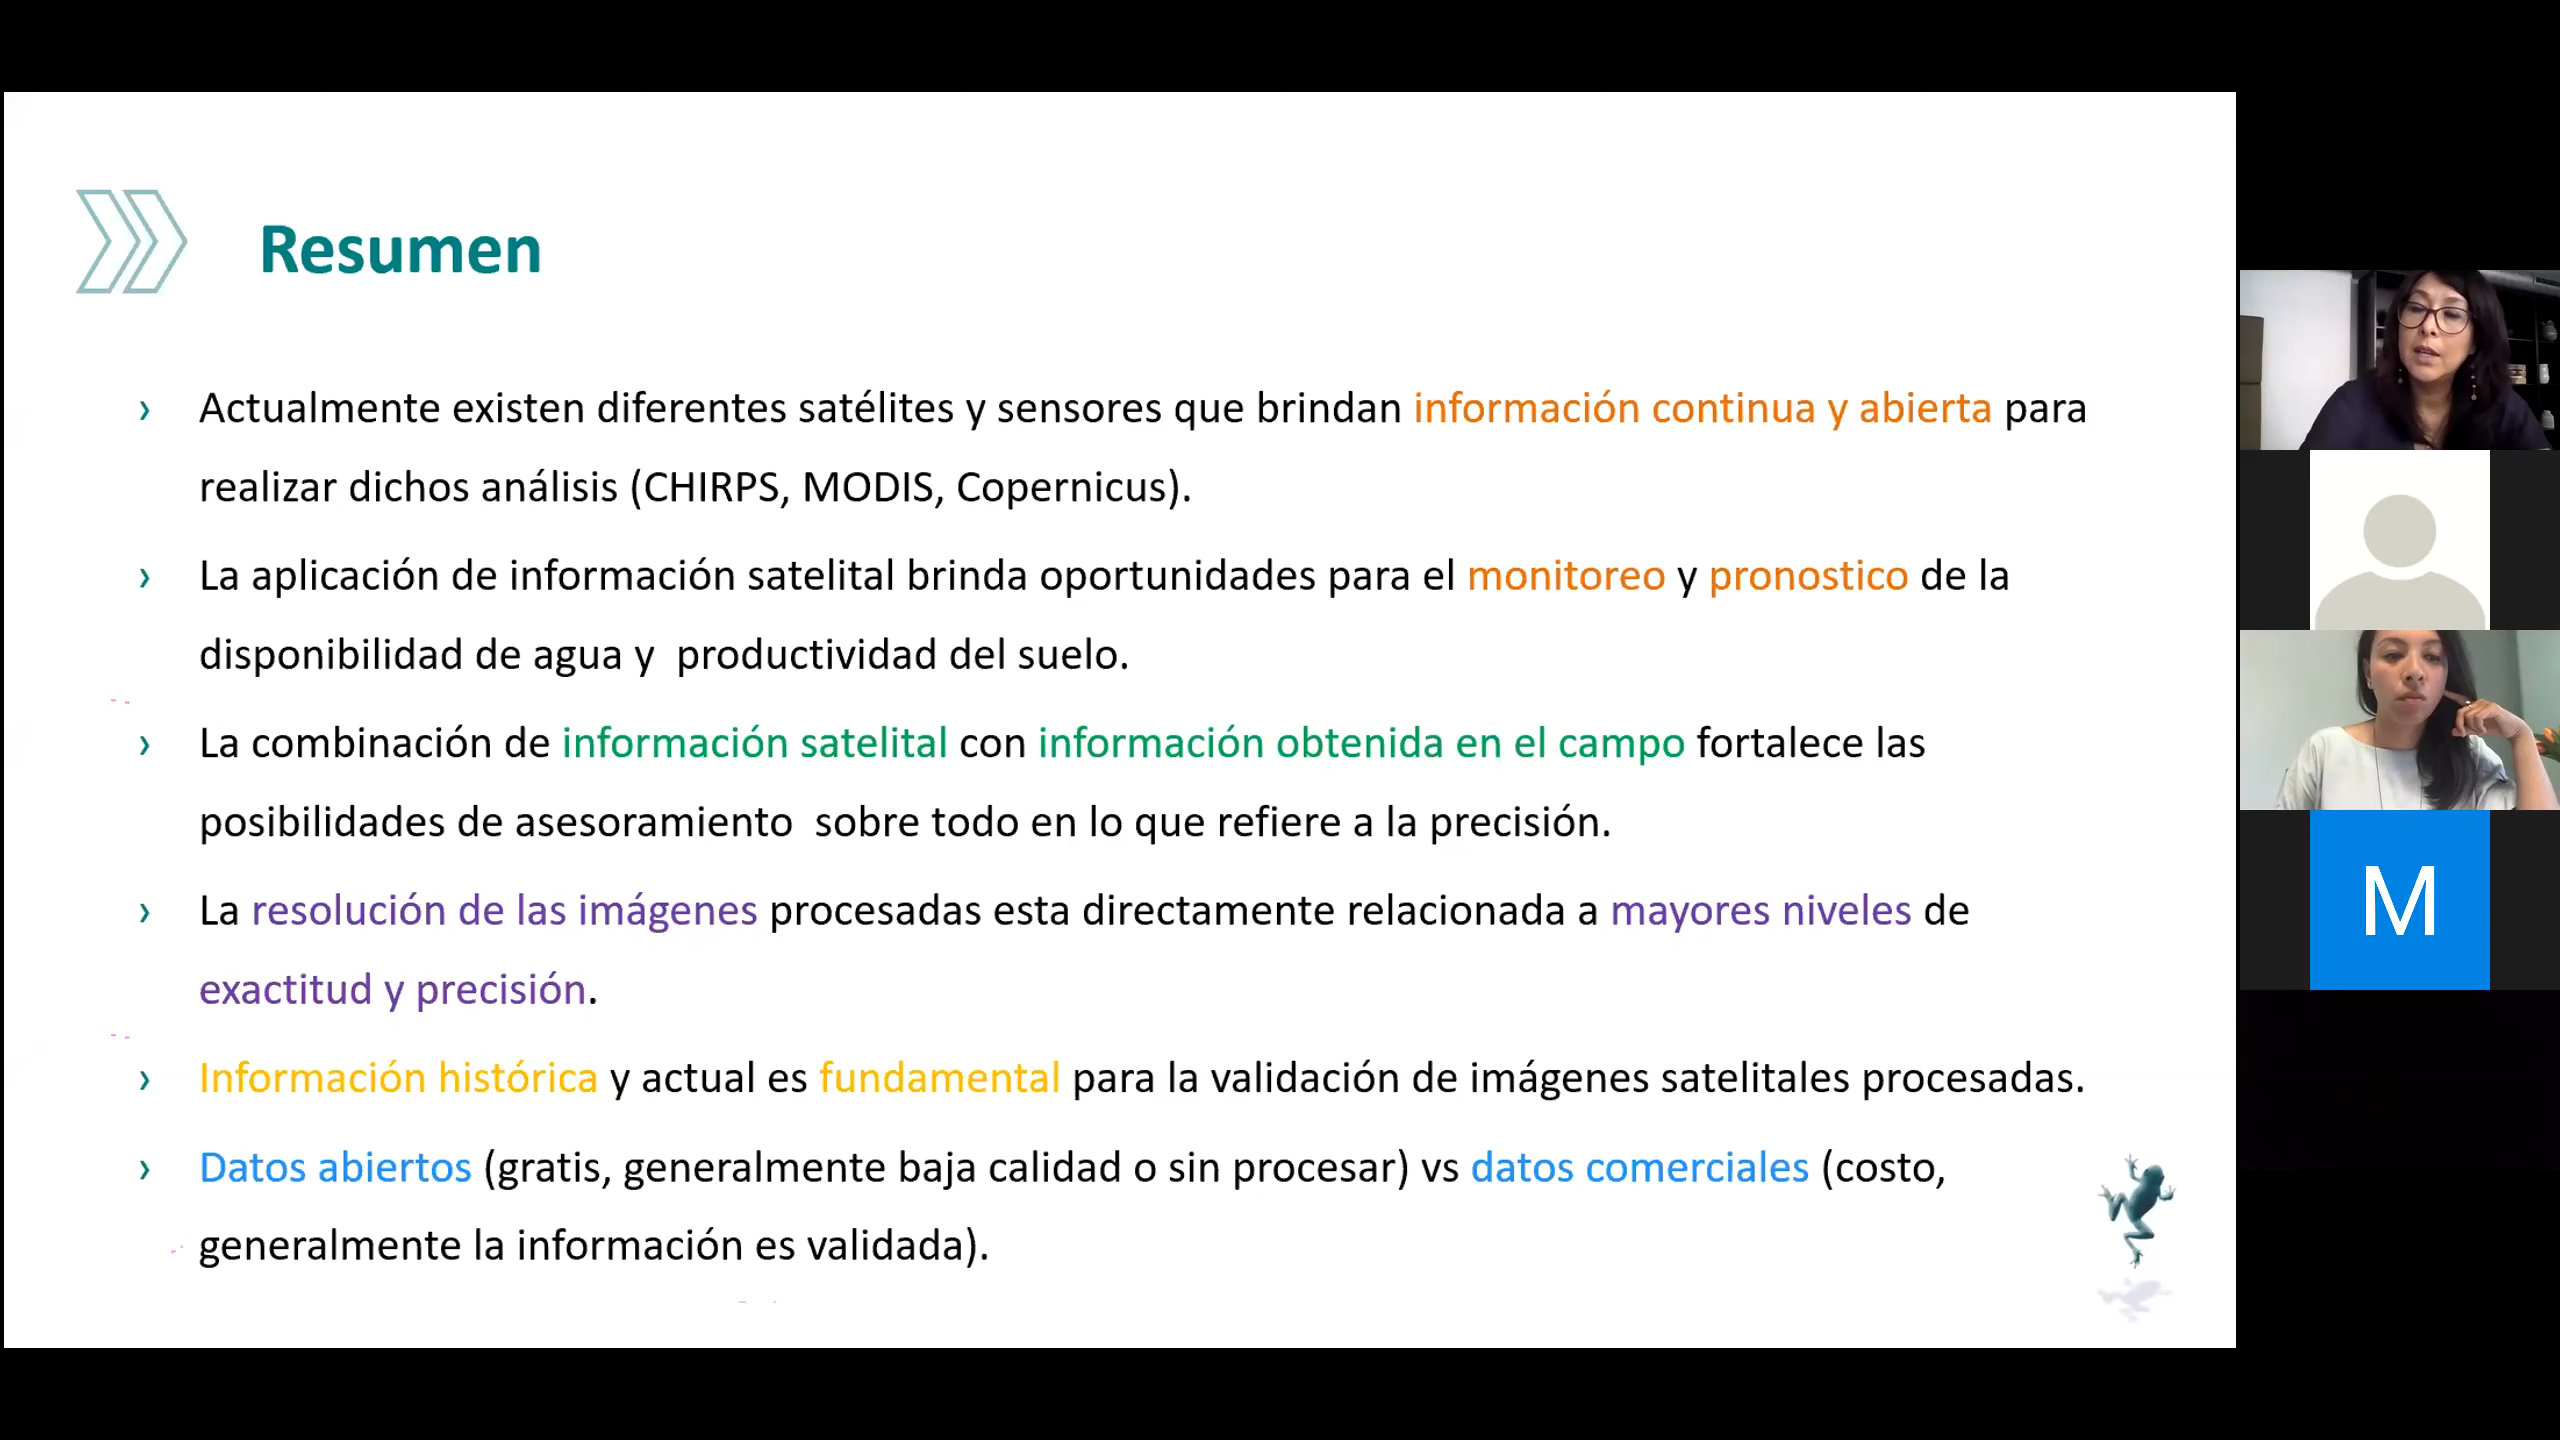 Resumen
› Actualmente existen diferentes satélites y sensores que brindan información continua y abierta para
realizar dichos análisis (CHIRPS, MODIS, Copernicus).
› La aplicación de información satelital brinda oportunidades para el monitoreo y pronostico de la
disponibilidad de agua y  productividad del suelo.
› La combinación de información satelital con información obtenida en el campo fortalece las
posibilidades de asesoramiento  sobre todo en lo que refiere a la precisión.
› La resolución de las imágenes procesadas esta directamente relacionada a mayores niveles de
exactitud y precisión.
› Información histórica y actual es fundamental para la validación de imágenes satelitales procesadas.
› Datos abiertos (gratis, generalmente baja calidad o sin procesar) vs datos comerciales (costo,
generalmente la información es validada).
M